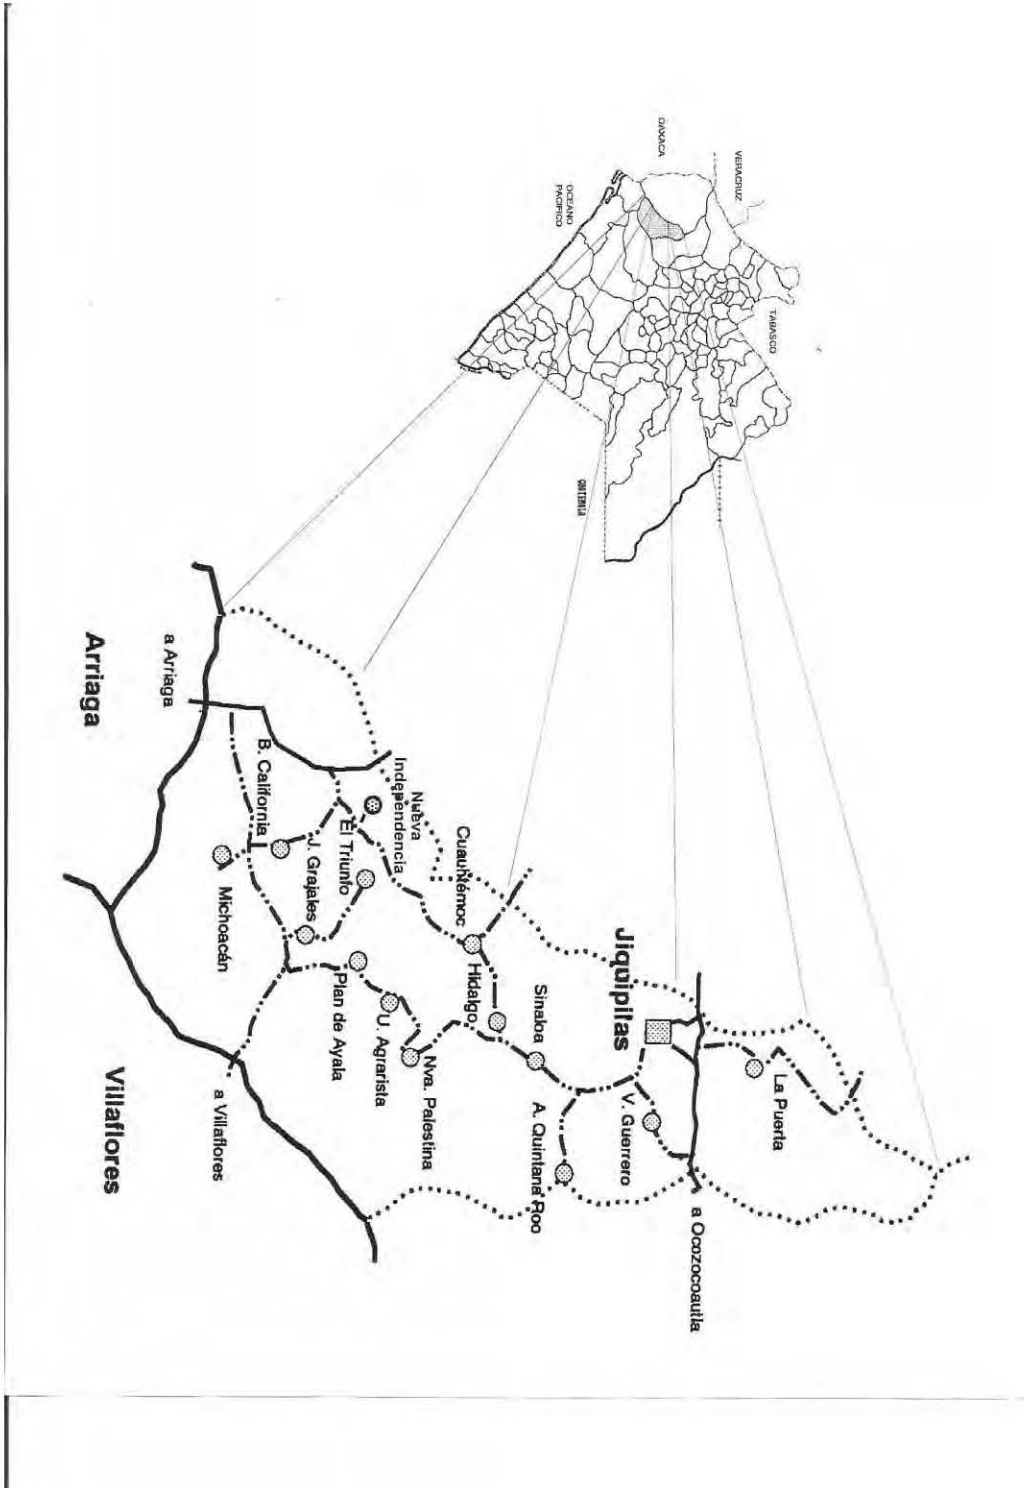 VERACRUZ
OAXACA
TABASCO
OCEANO
PACIFICO
La Puerta
a Ocozocoautla
Jiquipilas
V. Guerrero
Sinaloa
A. Quintana Roo
Cuauhtémoc
Hidalgo
Nueva
Independencia
Nva. Palestina
El Triunfo
U. Agrarista
J. Grajales
Plan de Ayala
B. California
Michoacán
a Arriaga
a Villaflores
Arriaga
Villaflores